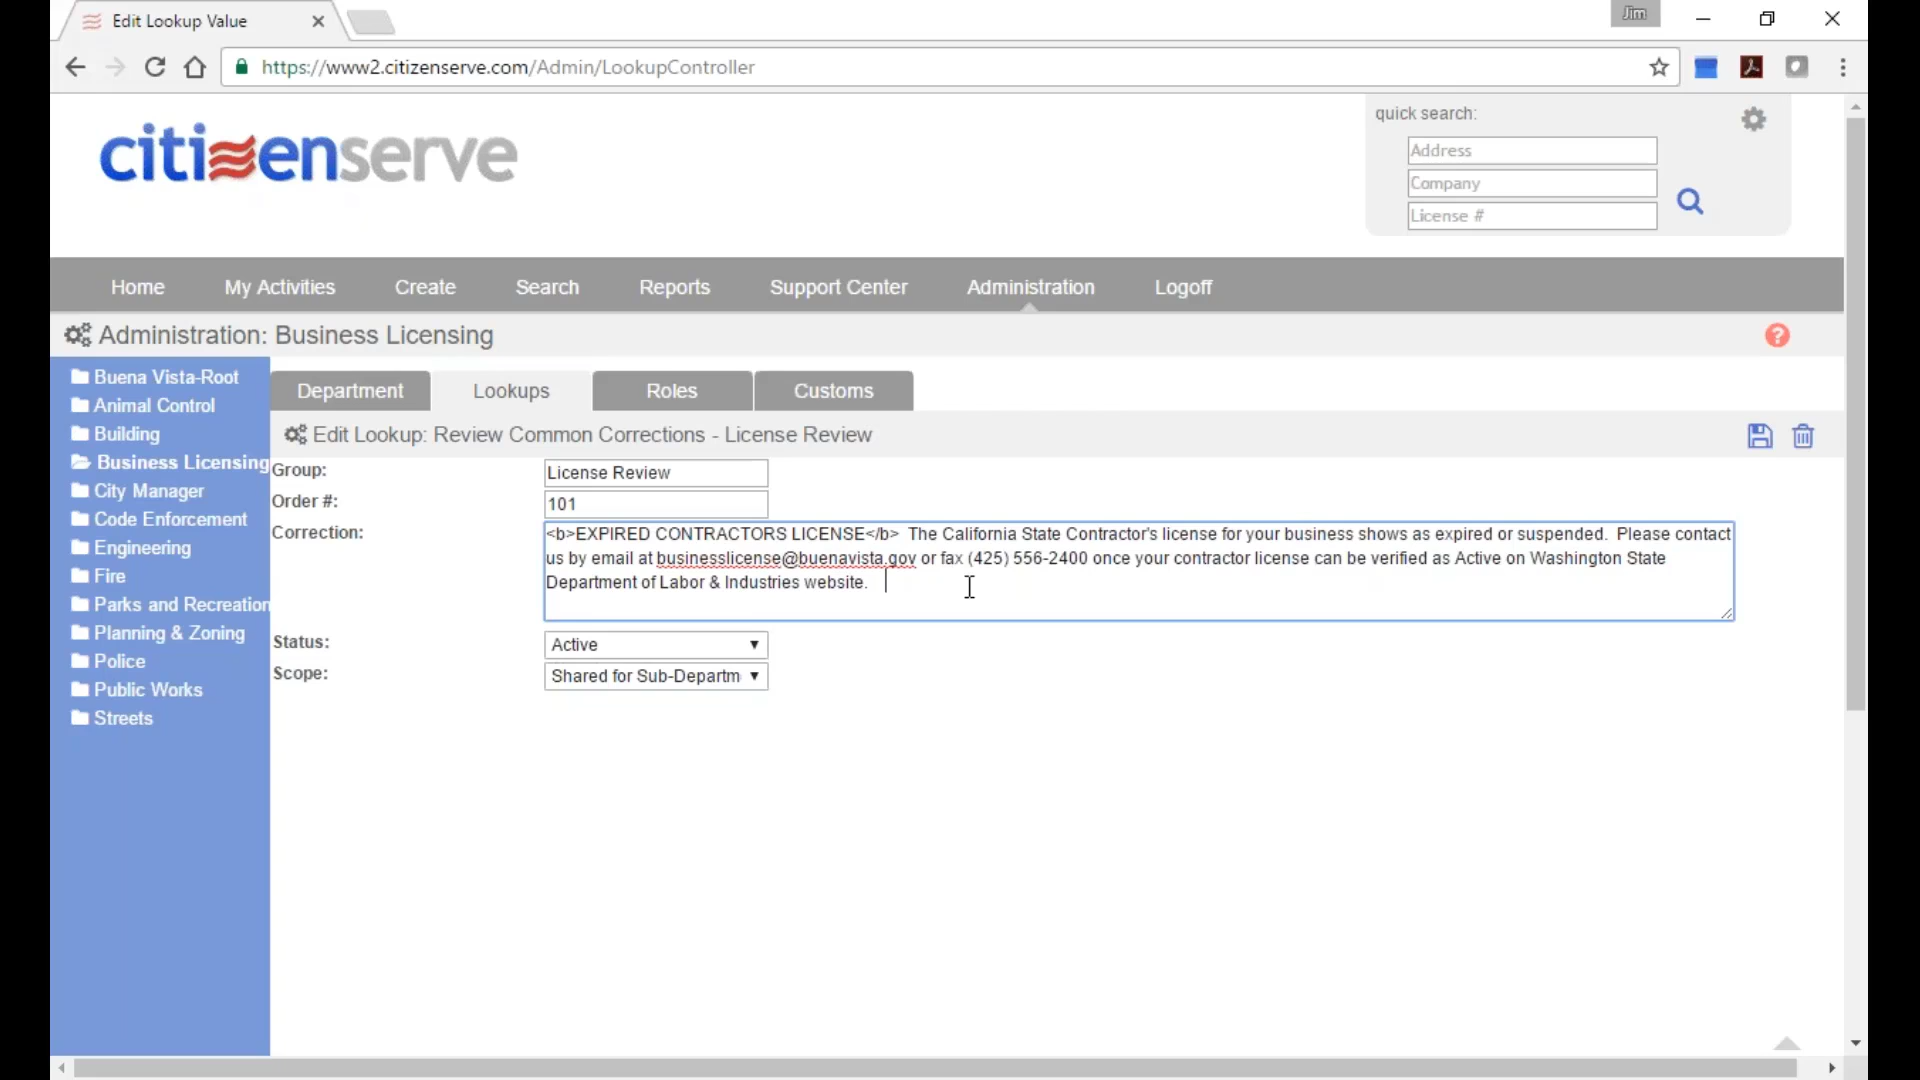 Edit Lookup Value
Jim
https://www2.citizenserve.com/Admin/LookupController
citizenserve
quick search:
Address
Company
License #
Home My Activities Create Search Reports Support Center Administration Logoff
Administration: Business Licensing
?
Buena Vista-Root
Animal Control
Building
Business Licensing
City Manager
Code Enforcement
Engineering
Fire
Parks and Recreation
Planning & Zoning
Police
Public Works
Streets
Department Lookups Roles Customs
Edit Lookup: Review Common Corrections - License Review
Group: License Review
Order #: 101
Correction: <b>EXPIRED CONTRACTORS LICENSE</b> The California State Contractor's license for your business shows as expired or suspended. Please contact
us by email at businesslicense@buenavista.gov or fax (425) 556-2400 once your contractor license can be verified as Active on Washington State
Department of Labor & Industries website.
Status: Active
Scope: Shared for Sub-Departm